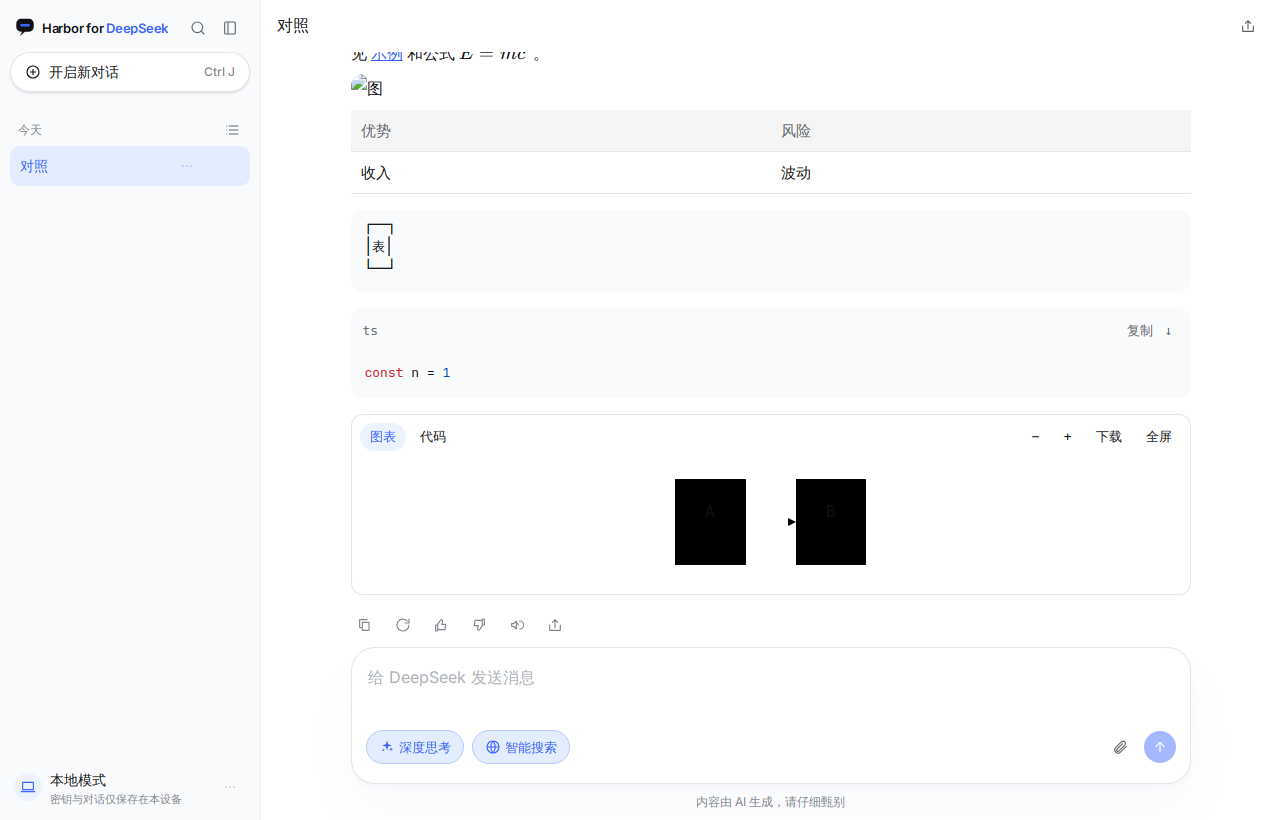 Harbor for DeepSeek
开启新对话 Ctrl J
今天
对照
本地模式
密钥与对话仅保存在本设备
对照
见 示例 和公式 E = mc 。
图
优势 风险
收入 波动
表
ts 复制 ↓
const n = 1
图表 代码 − + 下载 全屏
A B
给 DeepSeek 发送消息
深度思考 智能搜索
内容由 AI 生成，请仔细甄别